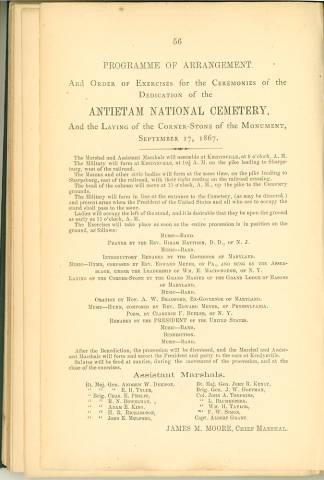 56
PROGRAMME OF ARRANGEMENT
And Order of Exercises for the Ceremonies of the
Dedication of the
ANTIETAM NATIONAL CEMETERY,
And the Laying of the Corner-Stone of the Monument,
September 17, 1867.
The Marshal and Assistant Marshals will assemble at Keedysville, at 9 o'clock, A. M.
The Military will form at Keedysville, at A. M. on the pike leading to Sharpsburg, west of the railroad.
The Masons and other civic bodies will form at the same time, on the pike leading to
Sharpsburg, east of the railroad, with their right resting on the railroad crossing.
The head of the column will move at 11 o'clock, A. M., up the pike to the Cemetery
grounds.
The Military will form in line at the entrance to the Cemetery, (as may be directed,)
and present arms when the President of the United States and all who are to occupy the
stand shall pass to the same.
Ladies will occupy the left of the stand, and it is desirable that they be upon the ground
as early as 11 o'clock, A. M.
The Exercises will take place as soon as the entire procession is in position on the
ground, as follows:
Music—Band.
Prayer by the Rev. Hiram Mattison, D. D., of N. J.
Music—Band.
Introductory Remarks by the Governor of Maryland.
Music—Hymn, composed by Rev. Edward Meyer, of Pa., and sung by the Assemblage, under the leadership of Wm. E. of N. Y.
Laying of the Corner-Stone by the Grand Master of the Grand Lodge of Masons
of Maryland.
Music—Band.
Oration by Hon. A. W. Bradford, Ex-Governor of Maryland.
Music—Hymn, composed by Rev. Edward Meyer, of Pennsylvania.
Poem, by Clarence F. Buhler, of N. Y.
Remarks by the PRESIDENT of the United States.
Music—Band.
Benediction.
Music—Band.
After the Benediction, the procession will be dismissed, and the Marshal and Assistant Marshals will form and escort the President and party to the cars at Keedysville.
Salutes will be fired at sunrise, during the movement of the procession, and at the
close of the exercises.
Assistant Marshals.
Bt. Maj. Gen. Andrew W. Denison,
" " " E. B. Tyler,
" Brig. Gen. Chas. E. Phelps,
" " R. N. Bowerman,
" " Adam E. King,
" " H. R. Richardson,
" " John E. Mulford,
Bt. Maj. Gen. John R. Kenly,
Brig. Gen. J. W. Hoffman,
Col. John A. Tompkins,
" Wm. H. Taylor,
" F. W. Simon,
Capt. Albert Grant.
JAMES M. MOORE, Chief Marshal.